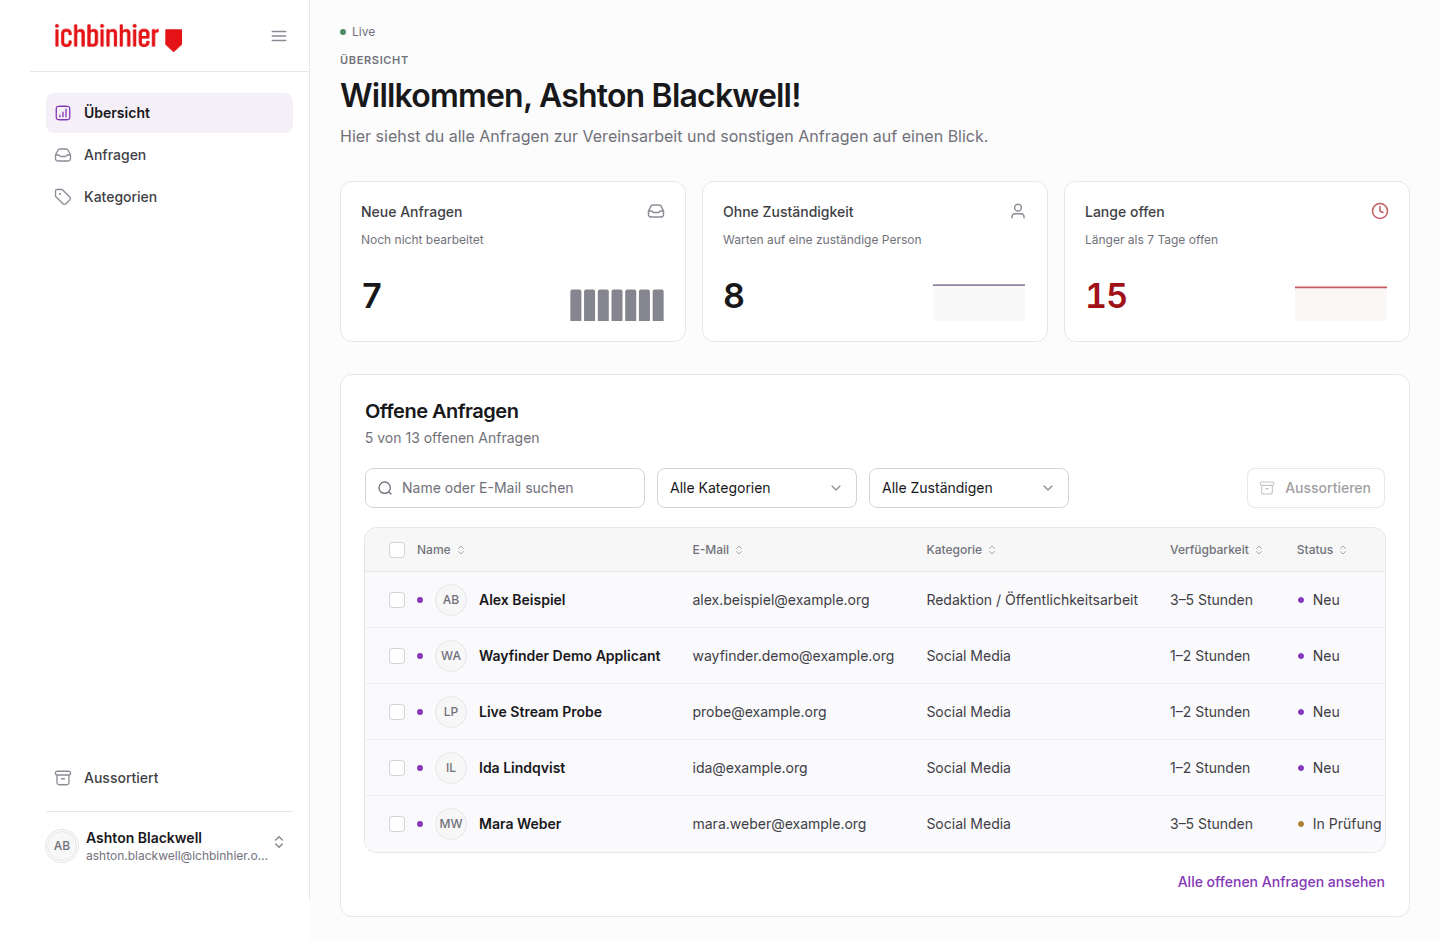 ichbinhier
Übersicht
Anfragen
Kategorien
Aussortiert
AB
Ashton Blackwell
ashton.blackwell@ichbinhier.o...
Live
ÜBERSICHT
Willkommen, Ashton Blackwell!
Hier siehst du alle Anfragen zur Vereinsarbeit und sonstigen Anfragen auf einen Blick.
Neue Anfragen
Noch nicht bearbeitet
7
Ohne Zuständigkeit
Warten auf eine zuständige Person
8
Lange offen
Länger als 7 Tage offen
15
Offene Anfragen
5 von 13 offenen Anfragen
Name oder E-Mail suchen
Alle Kategorien
Alle Zuständigen
Aussortieren
Name E-Mail Kategorie Verfügbarkeit Status
AB Alex Beispiel alex.beispiel@example.org Redaktion / Öffentlichkeitsarbeit 3–5 Stunden Neu
WA Wayfinder Demo Applicant wayfinder.demo@example.org Social Media 1–2 Stunden Neu
LP Live Stream Probe probe@example.org Social Media 1–2 Stunden Neu
IL Ida Lindqvist ida@example.org Social Media 1–2 Stunden Neu
MW Mara Weber mara.weber@example.org Social Media 3–5 Stunden In Prüfung
Alle offenen Anfragen ansehen